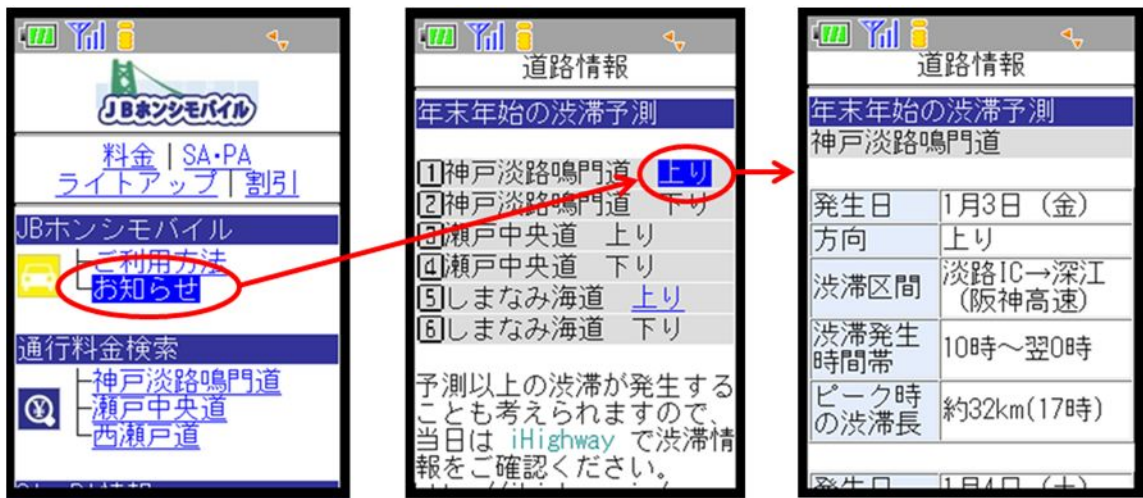 JBホンシモバイル
料金 | SA・PA
ライトアップ | 割引
JBホンシモバイル
ご利用方法
お知らせ
通行料金検索
神戸淡路鳴門道
瀬戸中央道
西瀬戸道
道路情報
年末年始の渋滞予測
1神戸淡路鳴門道 上り
2神戸淡路鳴門道 下り
3瀬戸中央道 上り
4瀬戸中央道 下り
5しまなみ海道 上り
6しまなみ海道 下り
予測以上の渋滞が発生する
ことも考えられますので、
当日は iHighway で渋滞情
報をご確認ください。
道路情報
年末年始の渋滞予測
神戸淡路鳴門道
発生日 1月3日 (金)
方向 上り
渋滞区間 淡路IC→深江
(阪神高速)
渋滞発生
時間帯 10時～翌0時
ピーク時
の渋滞長 約32km(17時)
発生日 1月4日 (土)